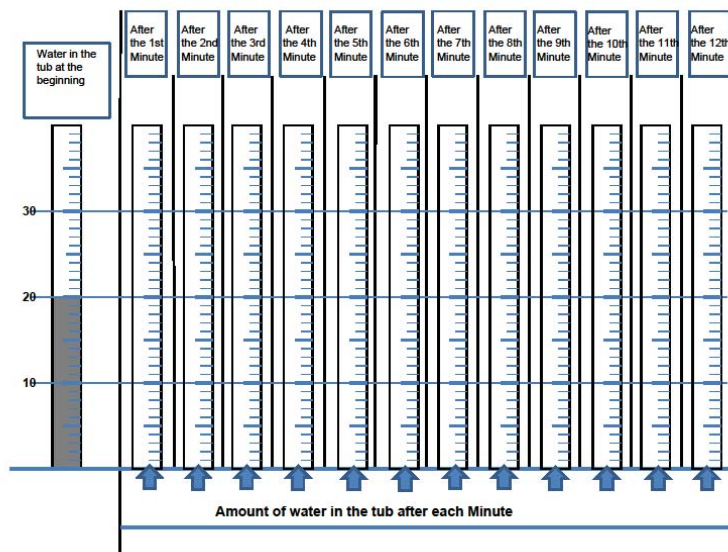 Water in the
tub at the
beginning
After
the 1st
Minute
After
the 2nd
Minute
After
the 3rd
Minute
After
the 4th
Minute
After
the 5th
Minute
After
the 6th
Minute
After
the 7th
Minute
After
the 8th
Minute
After
the 9th
Minute
After
the 10th
Minute
After
the 11th
Minute
After
the 12th
Minute
30
20
10
Amount of water in the tub after each Minute